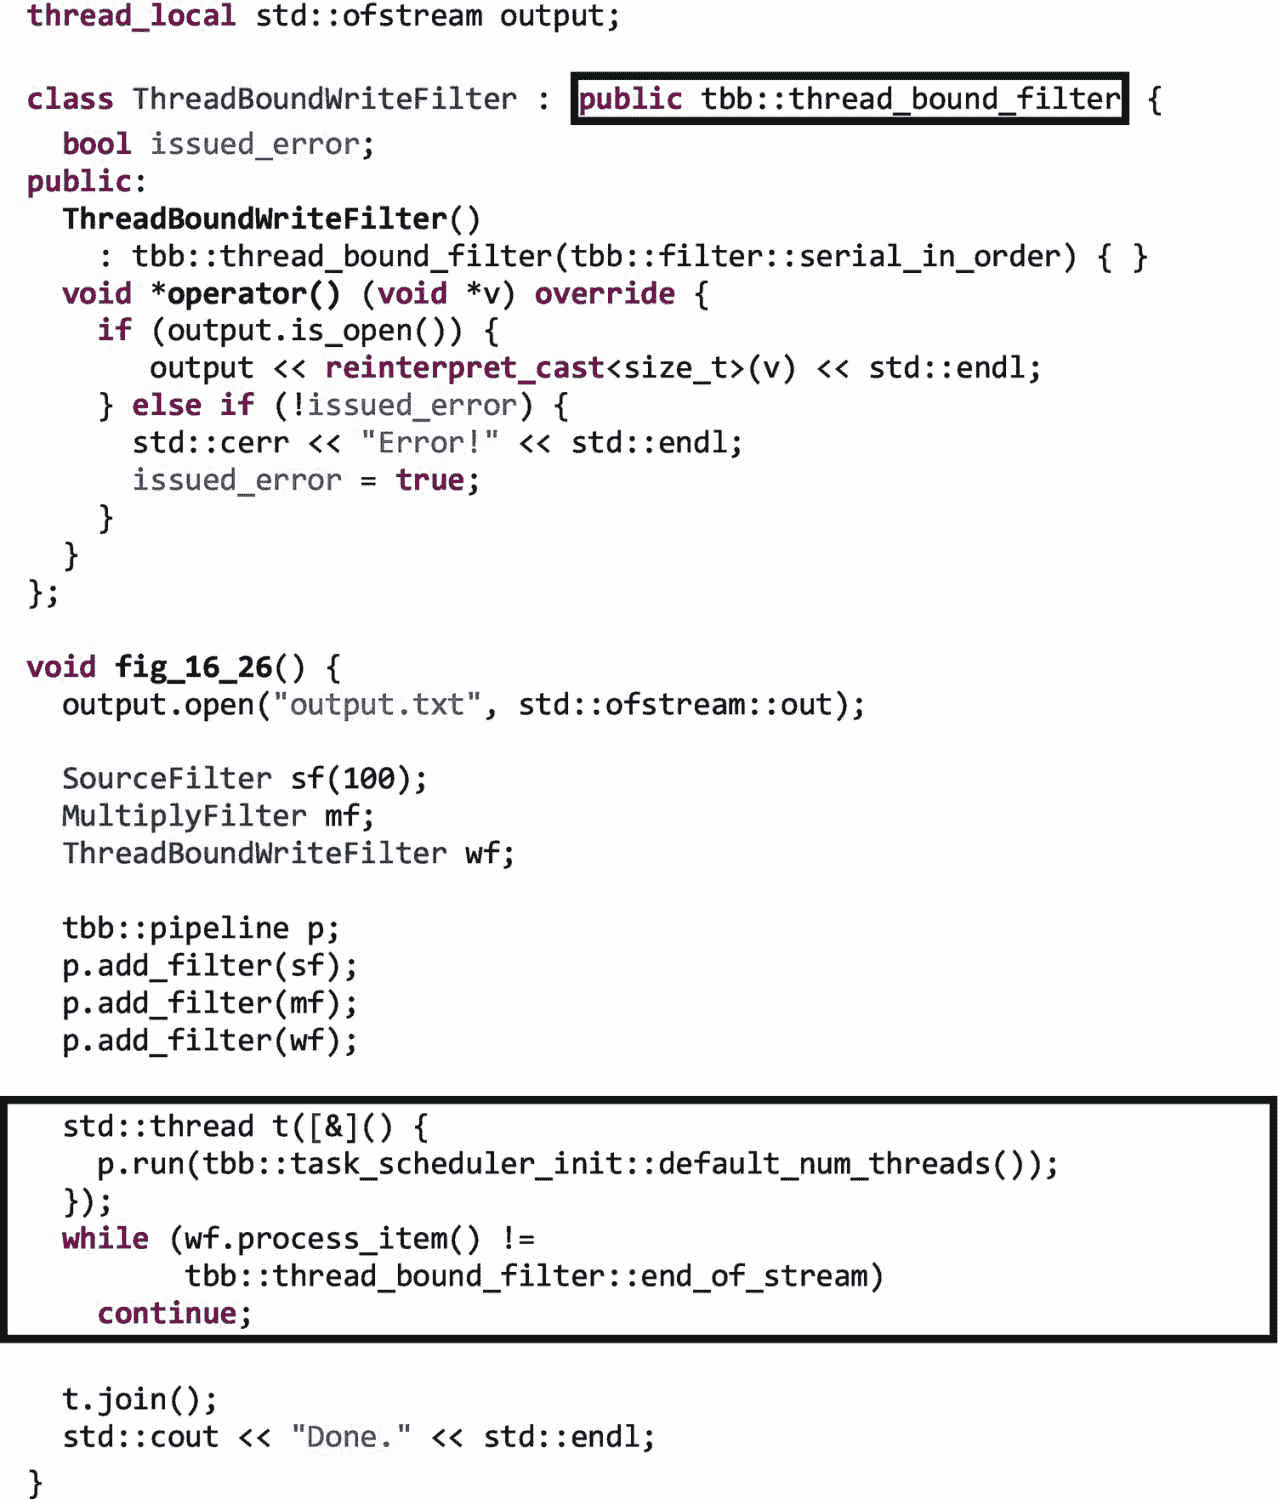 thread_local std::ofstream output;
class ThreadBoundWriteFilter : public tbb::thread_bound_filter {
  bool issued_error;
public:
  ThreadBoundWriteFilter()
    : tbb::thread_bound_filter(tbb::filter::serial_in_order) { }
  void *operator() (void *v) override {
    if (output.is_open()) {
       output << reinterpret_cast<size_t>(v) << std::endl;
    } else if (!issued_error) {
      std::cerr << "Error!" << std::endl;
      issued_error = true;
    }
  }
};
void fig_16_26() {
  output.open("output.txt", std::ofstream::out);
  SourceFilter sf(100);
  MultiplyFilter mf;
  ThreadBoundWriteFilter wf;
  tbb::pipeline p;
  p.add_filter(sf);
  p.add_filter(mf);
  p.add_filter(wf);
  std::thread t([&]() {
    p.run(tbb::task_scheduler_init::default_num_threads());
  });
  while (wf.process_item() !=
         tbb::thread_bound_filter::end_of_stream)
    continue;
  t.join();
  std::cout << "Done." << std::endl;
}